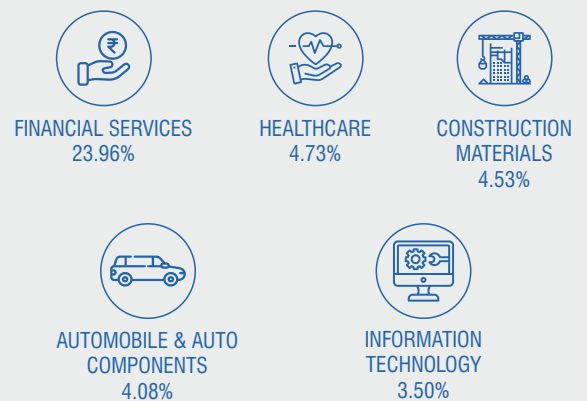 ₹
FINANCIAL SERVICES
23.96%
HEALTHCARE
4.73%
CONSTRUCTION
MATERIALS
4.53%
AUTOMOBILE & AUTO
COMPONENTS
4.08%
INFORMATION
TECHNOLOGY
3.50%